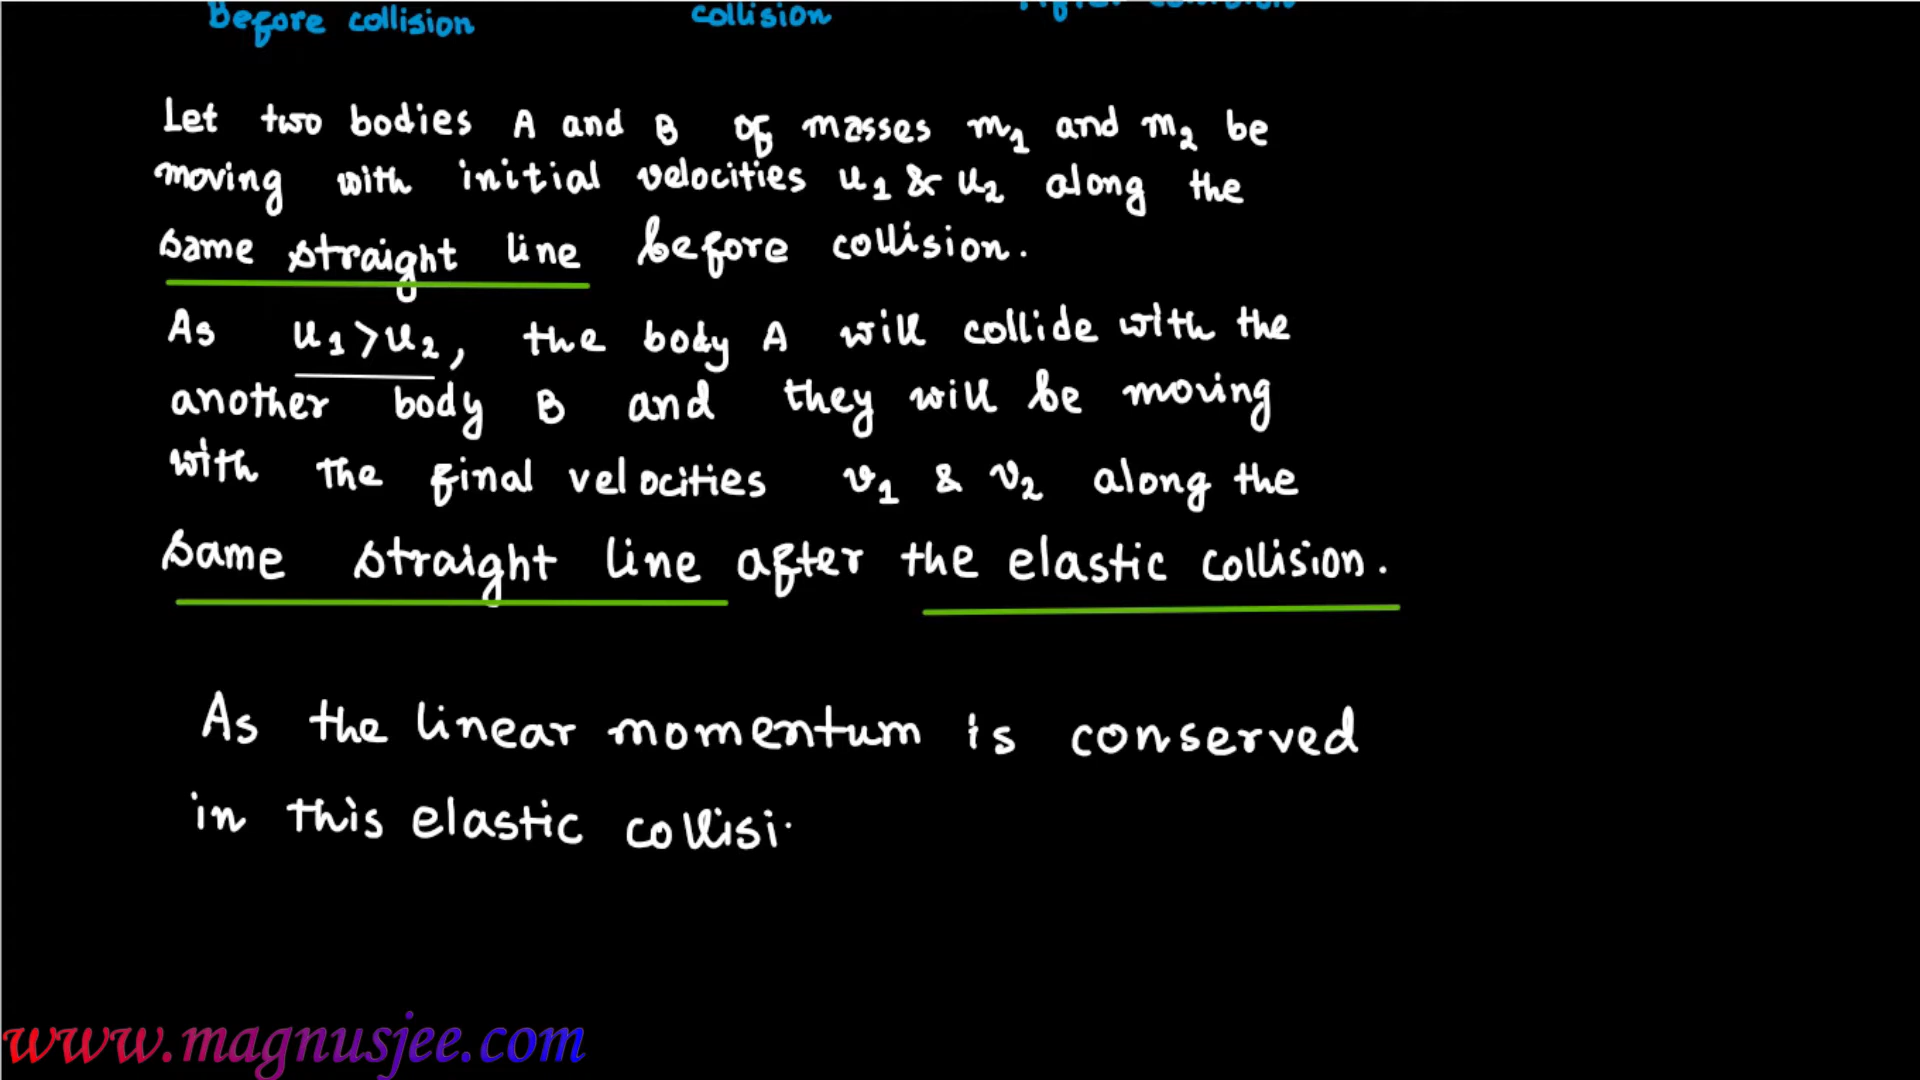 Before collision collision After collision
Let two bodies A and B of masses m₁ and m₂ be
moving with initial velocities u₁ & u₂ along the
same straight line before collision.
As u₁>u₂, the body A will collide with the
another body B and they will be moving
with the final velocities v₁ & v₂ along the
same straight line after the elastic collision.
As the linear momentum is conserved
in this elastic collisi
www.magnusjee.com